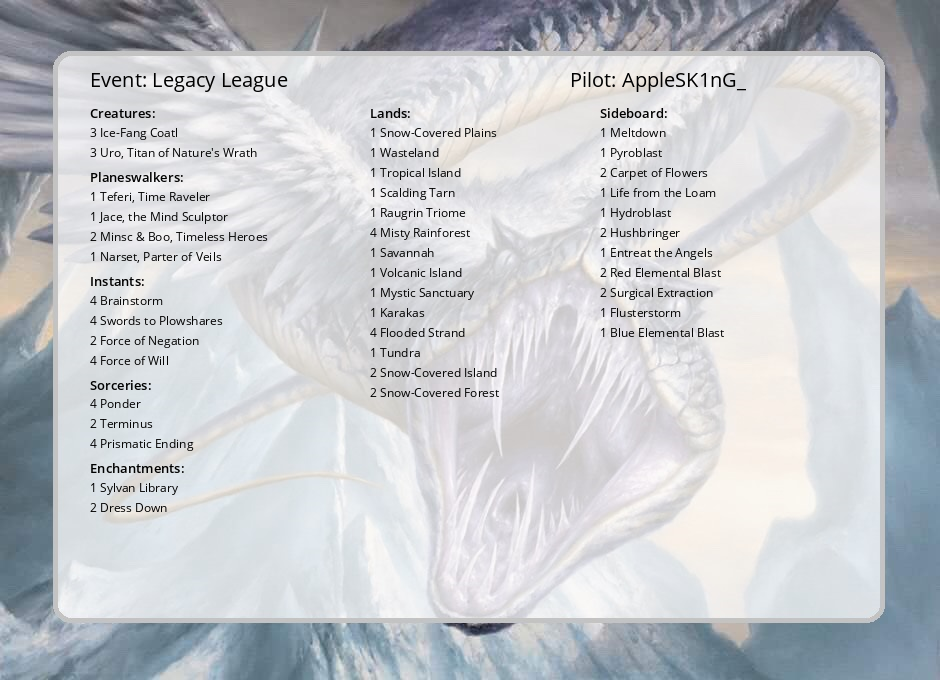 Event: Legacy League
Pilot: AppleSK1nG_
Creatures:
3 Ice-Fang Coatl
3 Uro, Titan of Nature's Wrath
Planeswalkers:
1 Teferi, Time Raveler
1 Jace, the Mind Sculptor
2 Minsc & Boo, Timeless Heroes
1 Narset, Parter of Veils
Instants:
4 Brainstorm
4 Swords to Plowshares
2 Force of Negation
4 Force of Will
Sorceries:
4 Ponder
2 Terminus
4 Prismatic Ending
Enchantments:
1 Sylvan Library
2 Dress Down
Lands:
1 Snow-Covered Plains
1 Wasteland
1 Tropical Island
1 Scalding Tarn
1 Raugrin Triome
4 Misty Rainforest
1 Savannah
1 Volcanic Island
1 Mystic Sanctuary
1 Karakas
4 Flooded Strand
1 Tundra
2 Snow-Covered Island
2 Snow-Covered Forest
Sideboard:
1 Meltdown
1 Pyroblast
2 Carpet of Flowers
1 Life from the Loam
1 Hydroblast
2 Hushbringer
1 Entreat the Angels
2 Red Elemental Blast
2 Surgical Extraction
1 Flusterstorm
1 Blue Elemental Blast